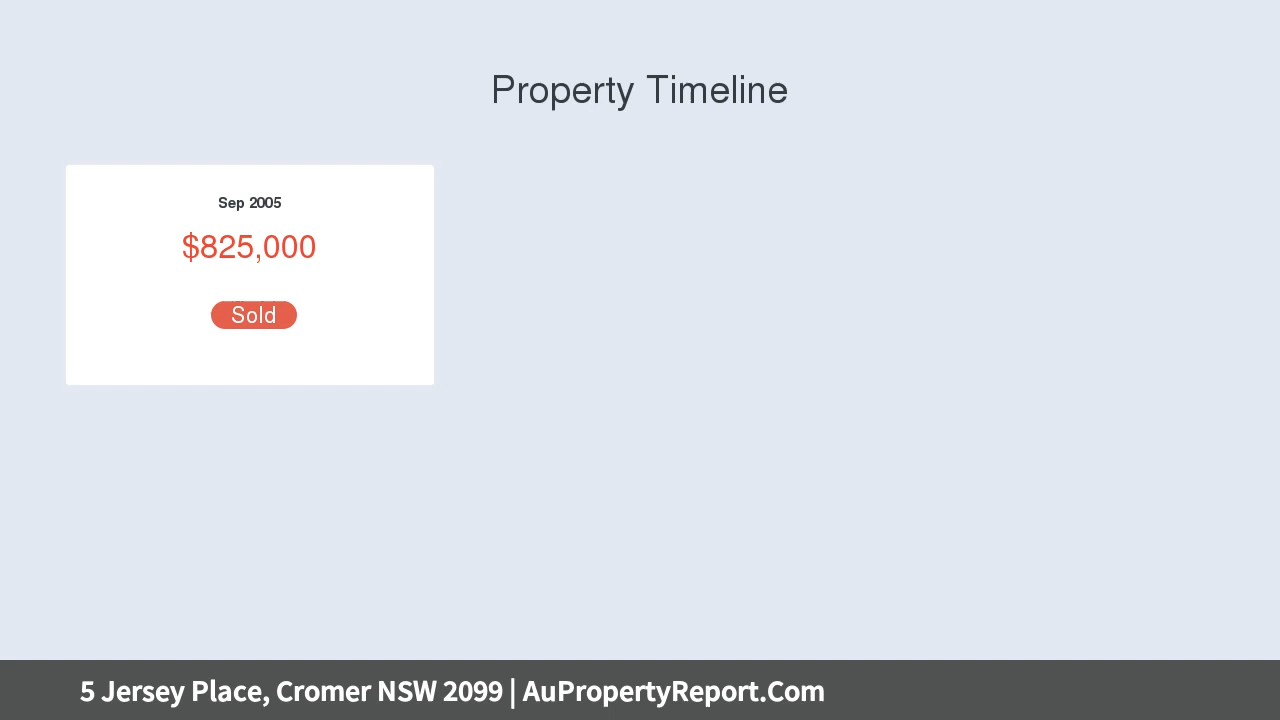 Property Timeline
Sep 2005
$825,000
Sold
5 Jersey Place, Cromer NSW 2099 | AuPropertyReport.Com